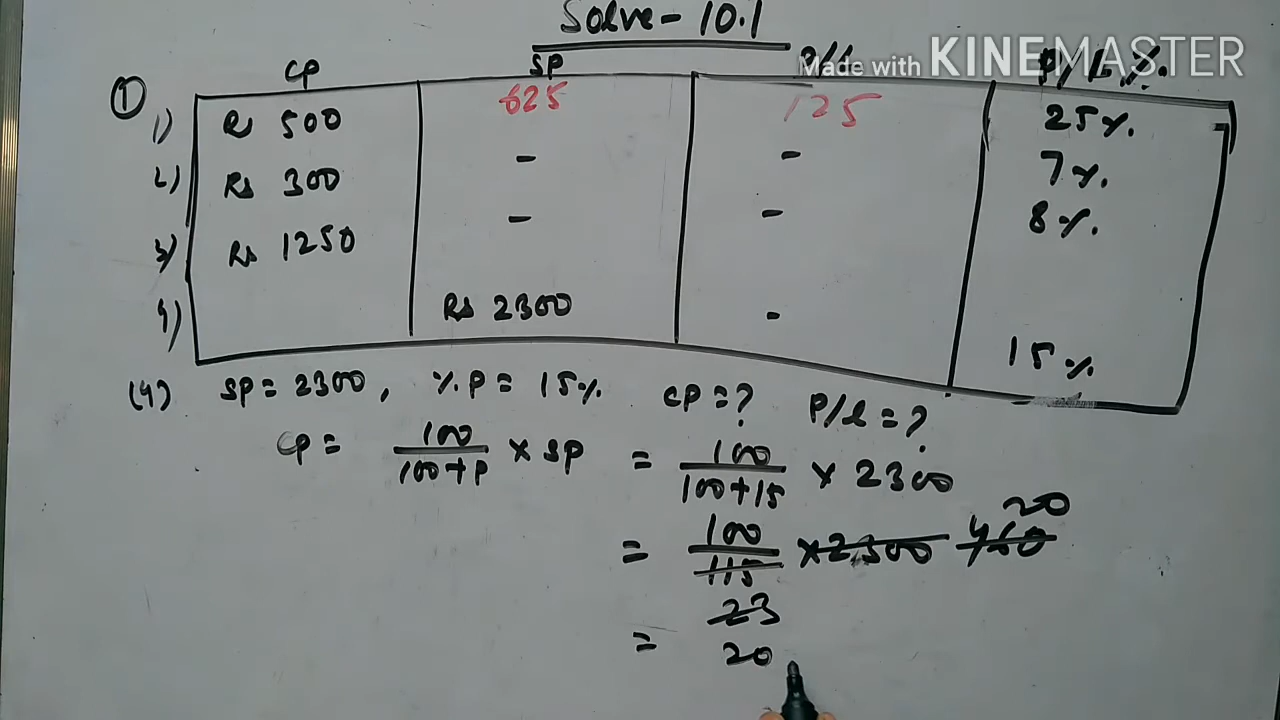 Solve - 10.1
Made with KINEMASTER
CP SP P/L P/L %.
① 1) Rs 500 625 125 25%.
2) Rs 300 - - 7%.
3) Rs 1250 - - 8%.
4) Rs 2300 - 15%
(4) SP = 2300, %P = 15% CP = ? P/L = ?
CP = 100/100+P × SP = 100/100+15 × 2300
20
= 100/115 × 2300 460
23
= 20